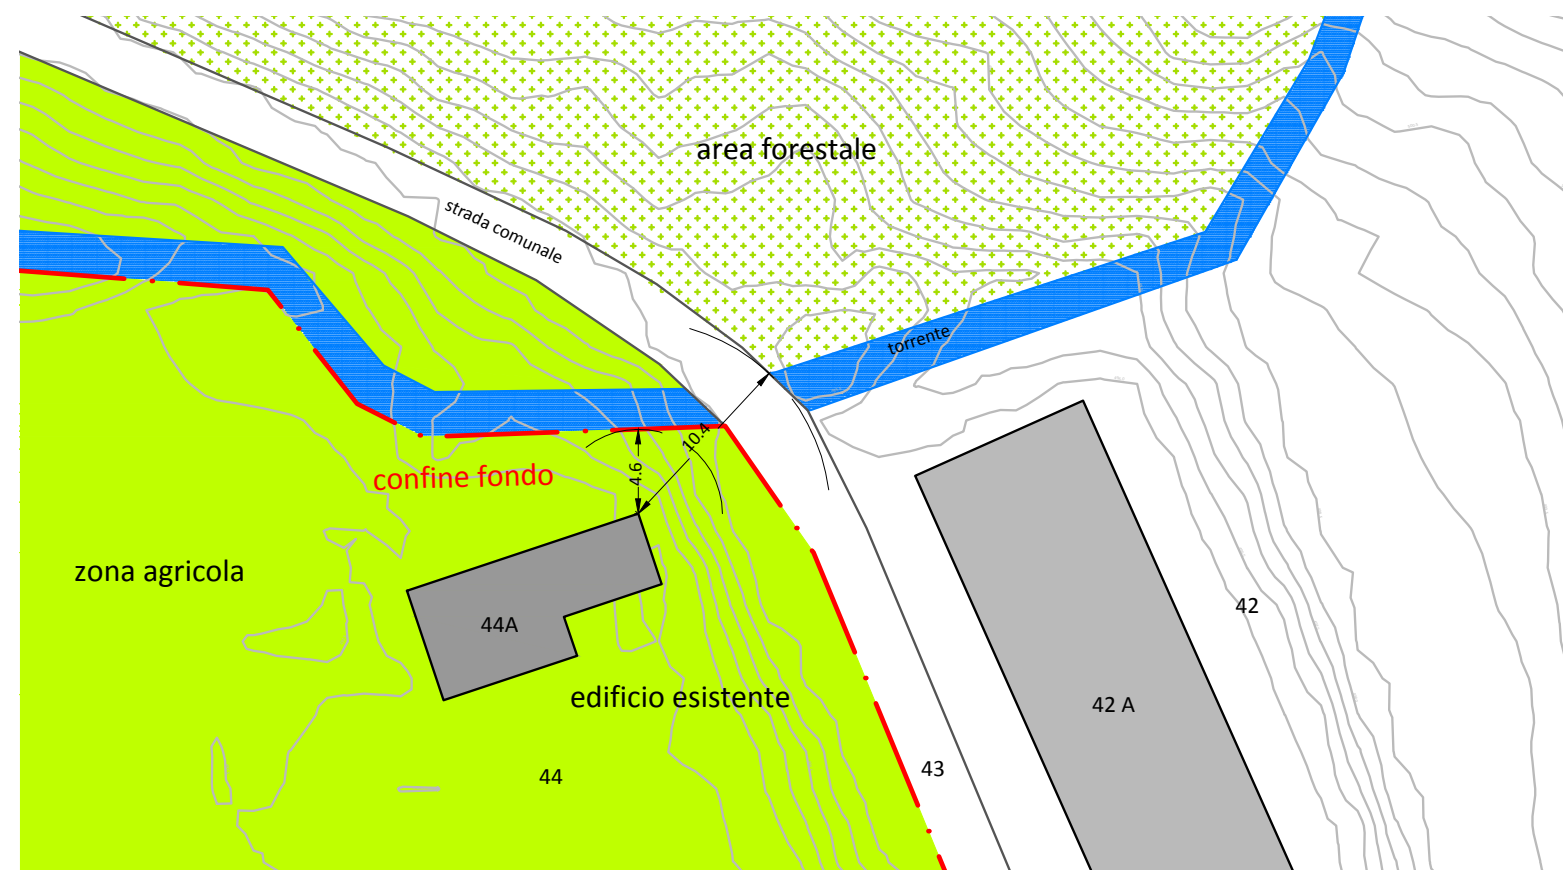 area forestale
strada comunale
torrente
10.4
4.6
confine fondo
zona agricola
44A
42
edificio esistente
42 A
44
43